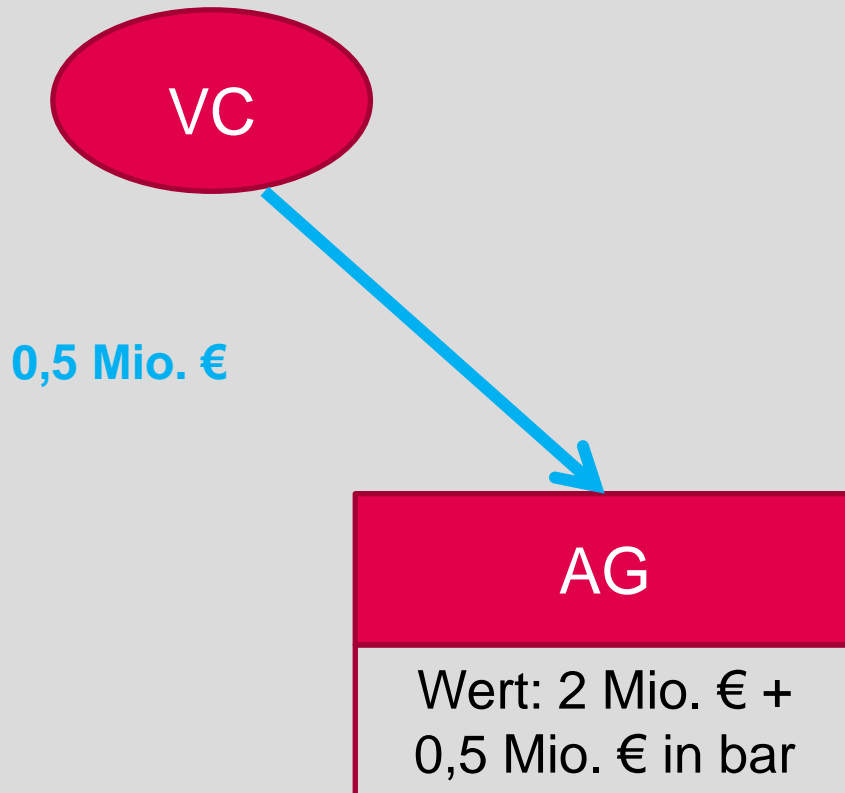 VC
0,5 Mio. €
AG
Wert: 2 Mio. € +
0,5 Mio. € in bar